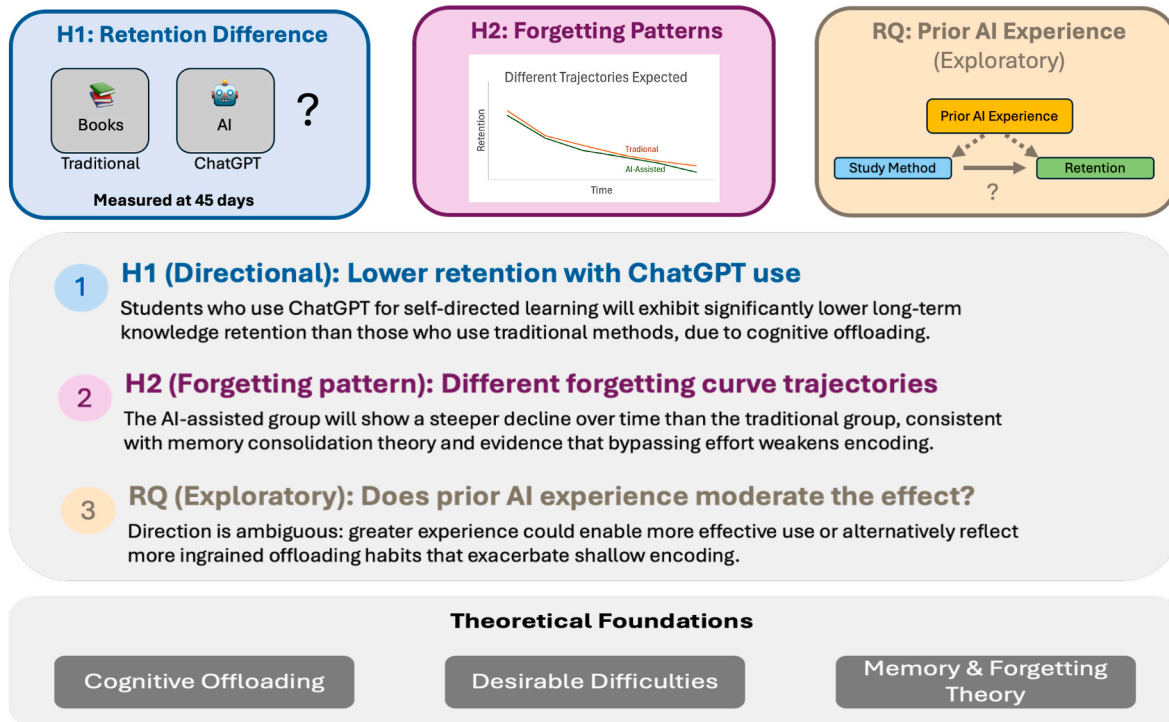 H1: Retention Difference
Books
AI
?
Traditional
ChatGPT
Measured at 45 days
H2: Forgetting Patterns
Different Trajectories Expected
Retention
Tradional
AI-Assisted
Time
RQ: Prior AI Experience
(Exploratory)
Prior AI Experience
Study Method
Retention
?
1
H1 (Directional): Lower retention with ChatGPT use
Students who use ChatGPT for self-directed learning will exhibit significantly lower long-term
knowledge retention than those who use traditional methods, due to cognitive offloading.
2
H2 (Forgetting pattern): Different forgetting curve trajectories
The AI-assisted group will show a steeper decline over time than the traditional group, consistent
with memory consolidation theory and evidence that bypassing effort weakens encoding.
3
RQ (Exploratory): Does prior AI experience moderate the effect?
Direction is ambiguous: greater experience could enable more effective use or alternatively reflect
more ingrained offloading habits that exacerbate shallow encoding.
Theoretical Foundations
Cognitive Offloading
Desirable Difficulties
Memory & Forgetting
Theory